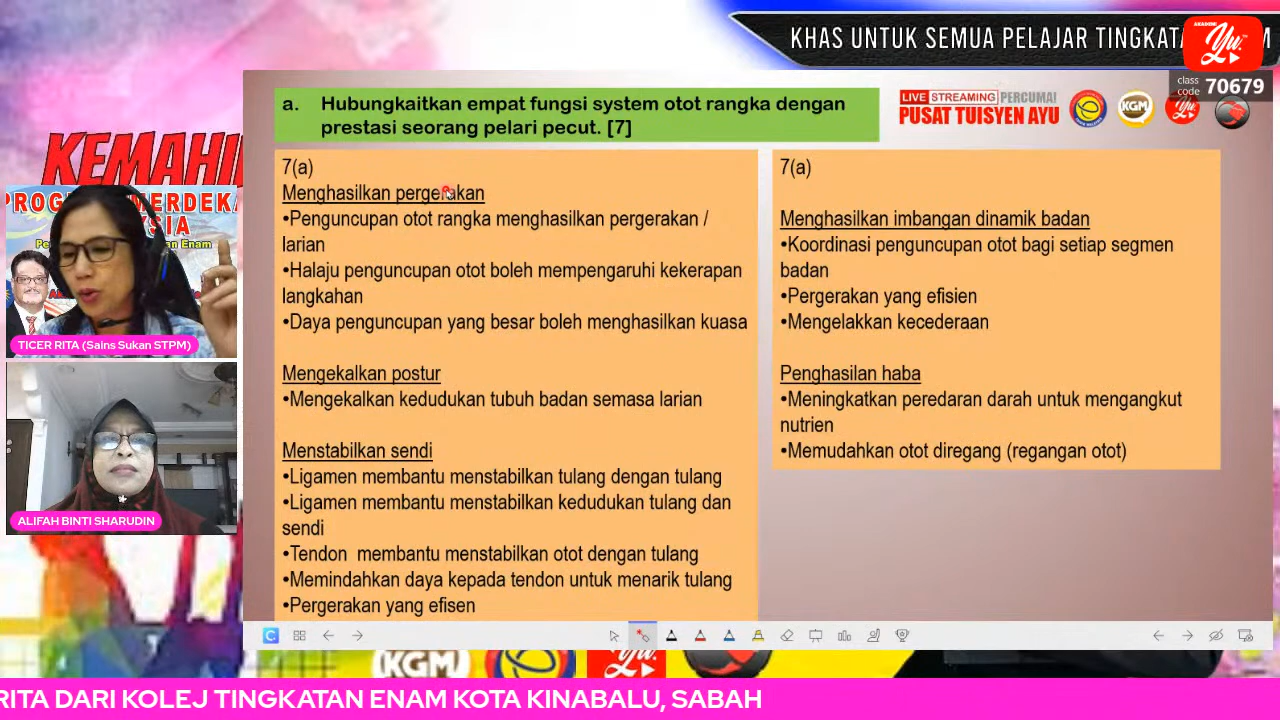 KHAS UNTUK SEMUA PELAJAR TINGKATA
AKADEMI
Yu
class code 70679
a. Hubungkaitkan empat fungsi system otot rangka dengan
prestasi seorang pelari pecut. [7]
LIVE STREAMING PERCUMA!
PUSAT TUISYEN AYU
KGM
KEMAHI
7(a)
Menghasilkan pergerakan
•Penguncupan otot rangka menghasilkan pergerakan /
larian
•Halaju penguncupan otot boleh mempengaruhi kekerapan
langkahan
•Daya penguncupan yang besar boleh menghasilkan kuasa
Mengekalkan postur
•Mengekalkan kedudukan tubuh badan semasa larian
Menstabilkan sendi
•Ligamen membantu menstabilkan tulang dengan tulang
•Ligamen membantu menstabilkan kedudukan tulang dan
sendi
•Tendon membantu menstabilkan otot dengan tulang
•Memindahkan daya kepada tendon untuk menarik tulang
•Pergerakan yang efisen
7(a)
Menghasilkan imbangan dinamik badan
•Koordinasi penguncupan otot bagi setiap segmen
badan
•Pergerakan yang efisien
•Mengelakkan kecederaan
Penghasilan haba
•Meningkatkan peredaran darah untuk mengangkut
nutrien
•Memudahkan otot diregang (regangan otot)
TICER RITA (Sains Sukan STPM)
ALIFAH BINTI SHARUDIN
KGM
RITA DARI KOLEJ TINGKATAN ENAM KOTA KINABALU, SABAH